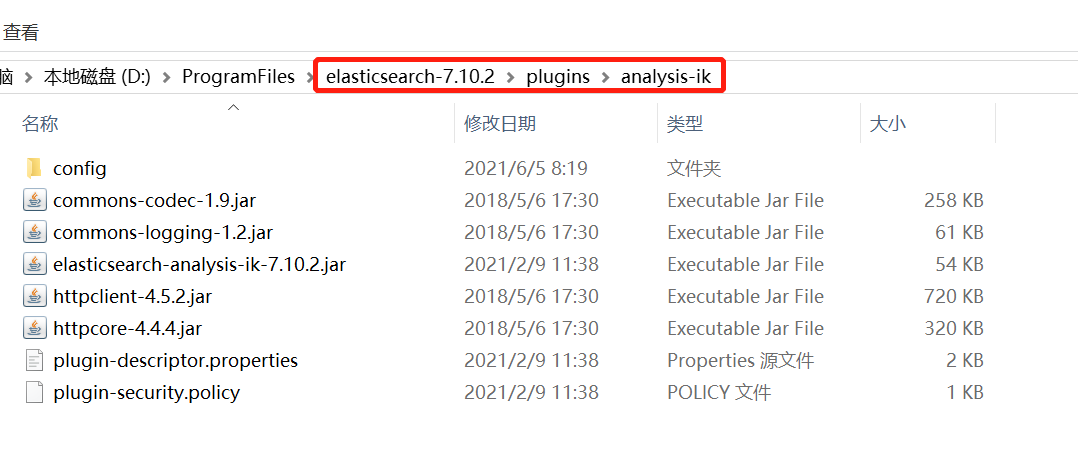 查看
脑 本地磁盘 (D:) ProgramFiles elasticsearch-7.10.2 plugins analysis-ik
名称 修改日期 类型 大小
config 2021/6/5 8:19 文件夹
commons-codec-1.9.jar 2018/5/6 17:30 Executable Jar File 258 KB
commons-logging-1.2.jar 2018/5/6 17:30 Executable Jar File 61 KB
elasticsearch-analysis-ik-7.10.2.jar 2021/2/9 11:38 Executable Jar File 54 KB
httpclient-4.5.2.jar 2018/5/6 17:30 Executable Jar File 720 KB
httpcore-4.4.4.jar 2018/5/6 17:30 Executable Jar File 320 KB
plugin-descriptor.properties 2021/2/9 11:38 Properties 源文件 2 KB
plugin-security.policy 2021/2/9 11:38 POLICY 文件 1 KB